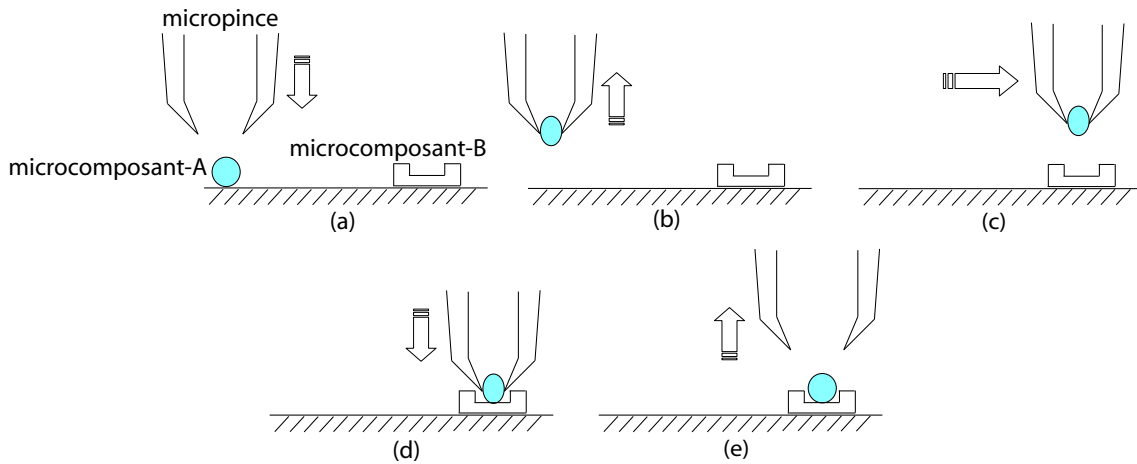 micropince
microcomposant-A
microcomposant-B
(a)
(b)
(c)
(d)
(e)